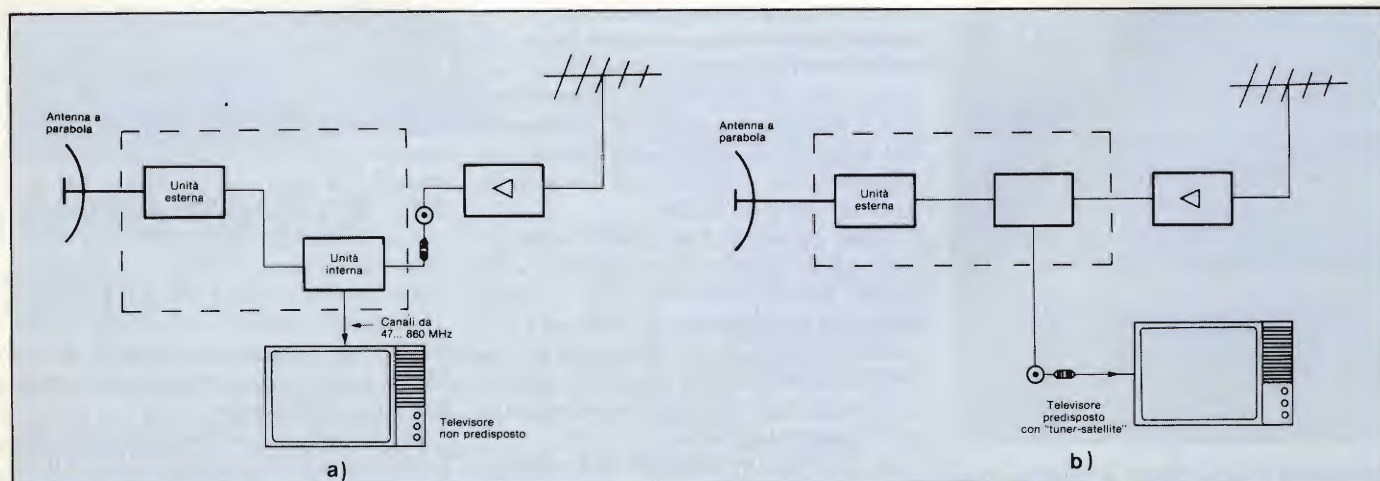 Antenna a
parabola
Unità
esterna
Unità
interna
Canali da
47... 860 MHz
Televisore
non predisposto
a)
Antenna a
parabola
Unità
esterna
Televisore
predisposto
con "tuner-satellite"
b)